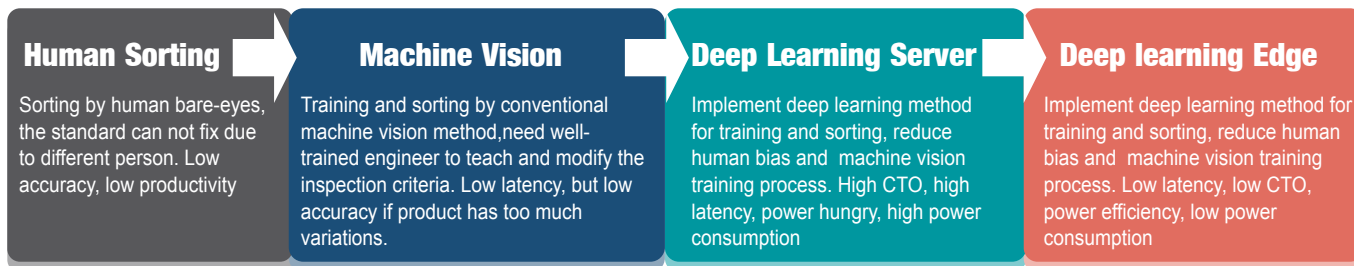 Human Sorting
Sorting by human bare-eyes,
the standard can not fix due
to different person. Low
accuracy, low productivity
Machine Vision
Training and sorting by conventional
machine vision method,need well-
trained engineer to teach and modify the
inspection criteria. Low latency, but low
accuracy if product has too much
variations.
Deep Learning Server
Implement deep learning method
for training and sorting, reduce
human bias and  machine vision
training process. High CTO, high
latency, power hungry, high power
consumption
Deep learning Edge
Implement deep learning method for
training and sorting, reduce human
bias and  machine vision training
process. Low latency, low CTO,
power efficiency, low power
consumption